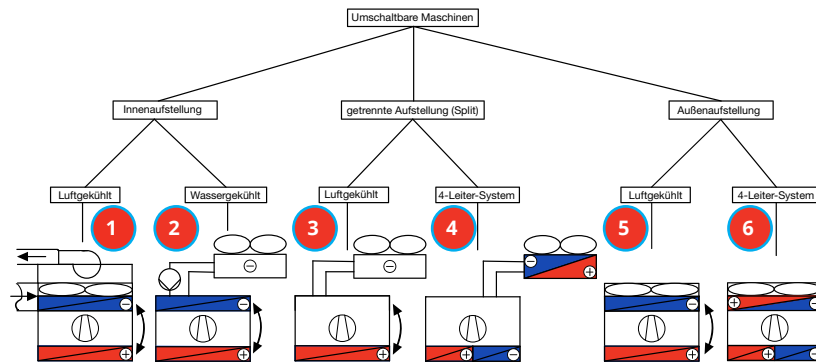 Umschaltbare Maschinen
Innenaufstellung
getrennte Aufstellung (Split)
Außenaufstellung
Luftgekühlt
Wassergekühlt
Luftgekühlt
4-Leiter-System
Luftgekühlt
4-Leiter-System
1
2
3
4
5
6